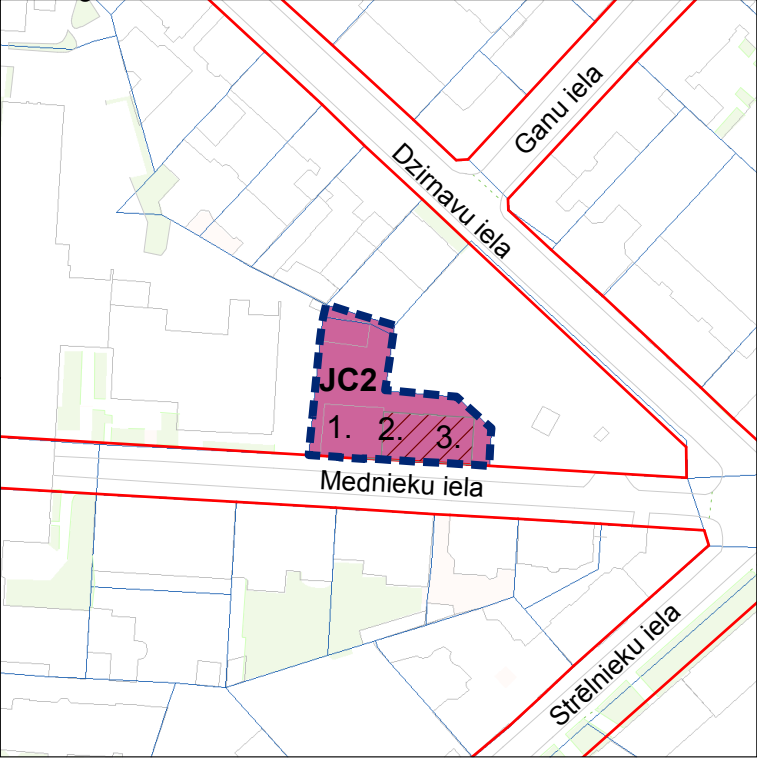 Ganu iela
Dzirnavu iela
JC2
1. 2. 3.
Mednieku iela
Strēlnieku iela